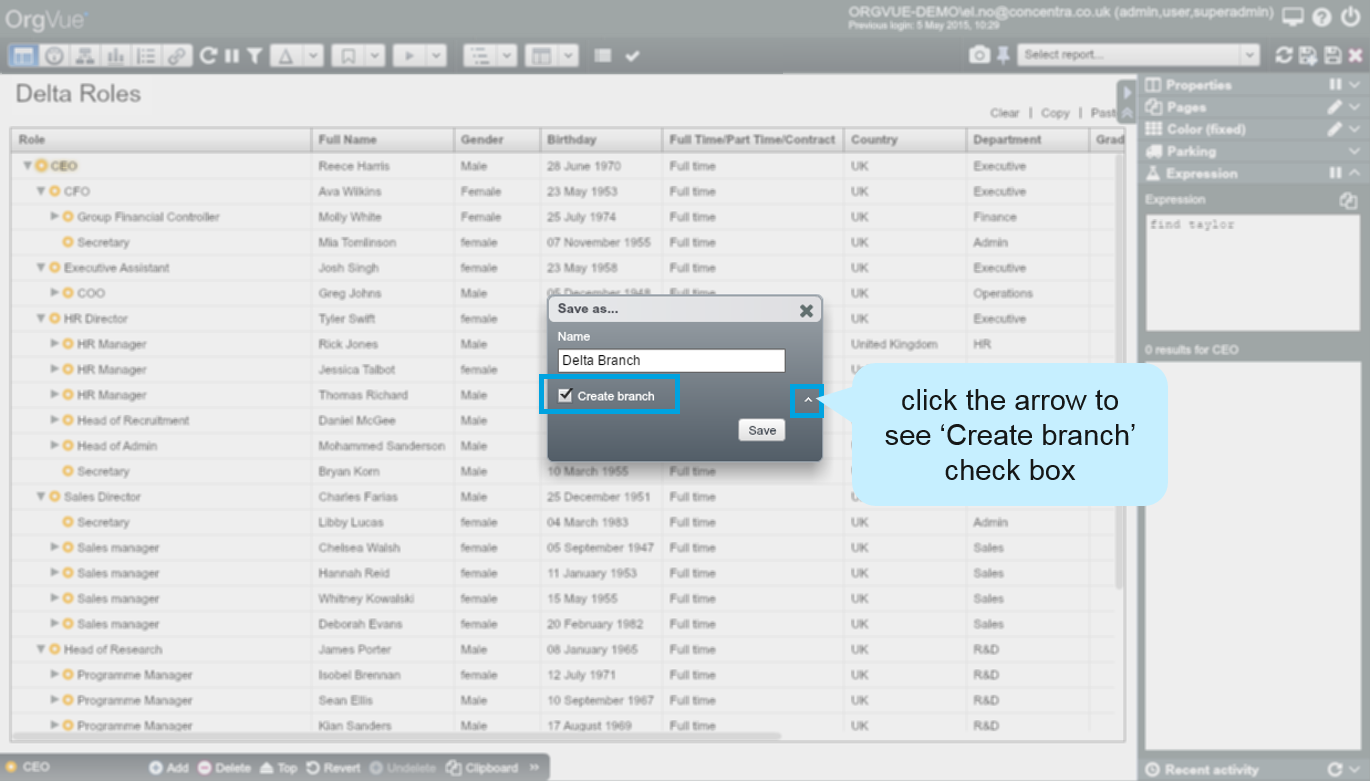 OrgVue
ORGVUE-DEMO\el.no@concentra.co.uk (admin,user,superadmin)
Previous login: 5 May 2015, 10:29
Select report...
Delta Roles
Clear | Copy | Past
Role Full Name Gender Birthday Full Time/Part Time/Contract Country Department Grad
CEO Reece Harris Male 28 June 1970 Full time UK Executive
CFO Ava Wilkins Female 23 May 1953 Full time UK Executive
Group Financial Controller Molly White Female 25 July 1974 Full time UK Finance
Secretary Mia Tomlinson female 07 November 1955 Full time UK Admin
Executive Assistant Josh Singh female 23 May 1958 Full time UK Executive
COO Greg Johns Male 05 December 1948 Full time UK Operations
HR Director Tyler Swift female UK Executive
HR Manager Rick Jones Male United Kingdom HR
HR Manager Jessica Talbot female
HR Manager Thomas Richard Male
Head of Recruitment Daniel McGee Male
Head of Admin Mohammed Sanderson Male
Secretary Bryan Korn Male 10 March 1955 Full time
Sales Director Charles Farias Male 25 December 1951 Full time
Secretary Libby Lucas female 04 March 1983 Full time UK Admin
Sales manager Chelsea Walsh female 05 September 1947 Full time UK Sales
Sales manager Hannah Reid female 11 January 1953 Full time UK Sales
Sales manager Whitney Kowalski female 15 May 1955 Full time UK Sales
Sales manager Deborah Evans female 20 February 1982 Full time UK Sales
Head of Research James Porter Male 08 January 1965 Full time UK R&D
Programme Manager Isobel Brennan female 12 July 1971 Full time UK R&D
Programme Manager Sean Ellis Male 10 September 1967 Full time UK R&D
Programme Manager Kian Sanders Male 17 August 1969 Full time UK R&D
Save as...
Name
Delta Branch
Create branch
Save
click the arrow to
see ‘Create branch’
check box
Properties
Pages
Color (fixed)
Parking
Expression
Expression
find taylor
0 results for CEO
Recent activity
CEO Add Delete Top Revert Undelete Clipboard »